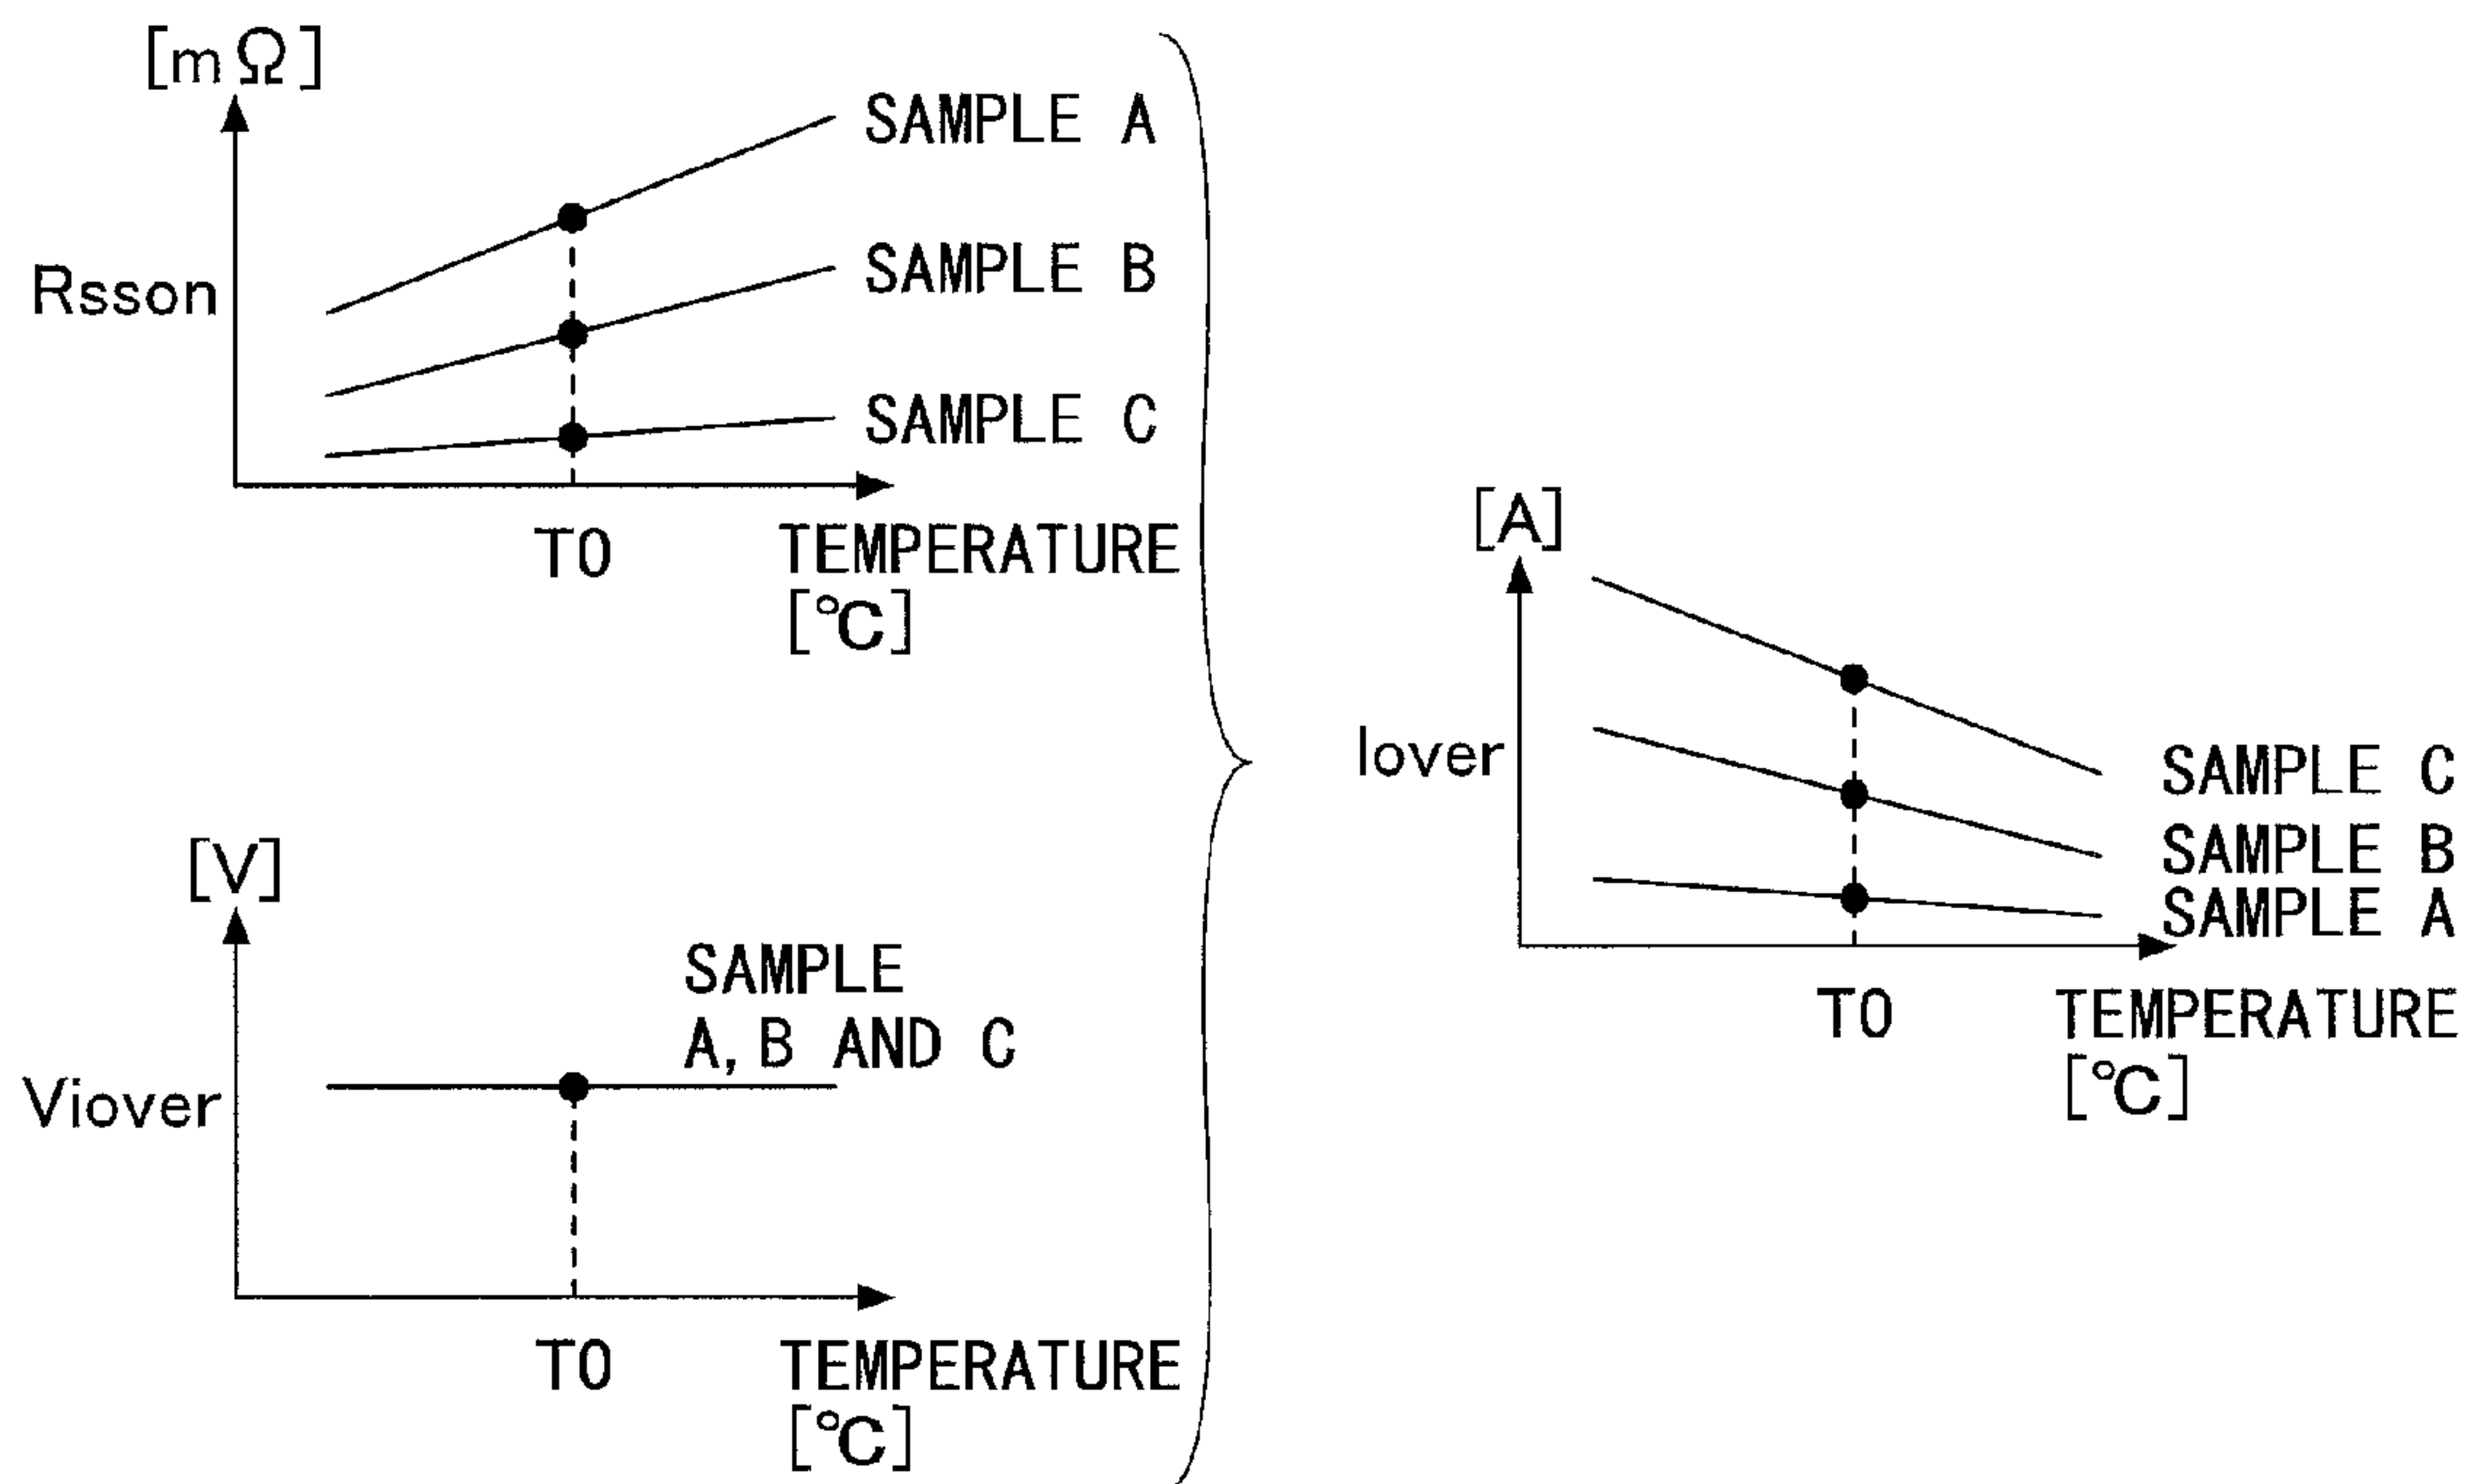 [mΩ]
Rsson
SAMPLE A
SAMPLE B
SAMPLE C
T0
TEMPERATURE
[℃]
[V]
Viover
SAMPLE
A, B AND C
T0
TEMPERATURE
[℃]
[A]
Iover
SAMPLE C
SAMPLE B
SAMPLE A
T0
TEMPERATURE
[℃]